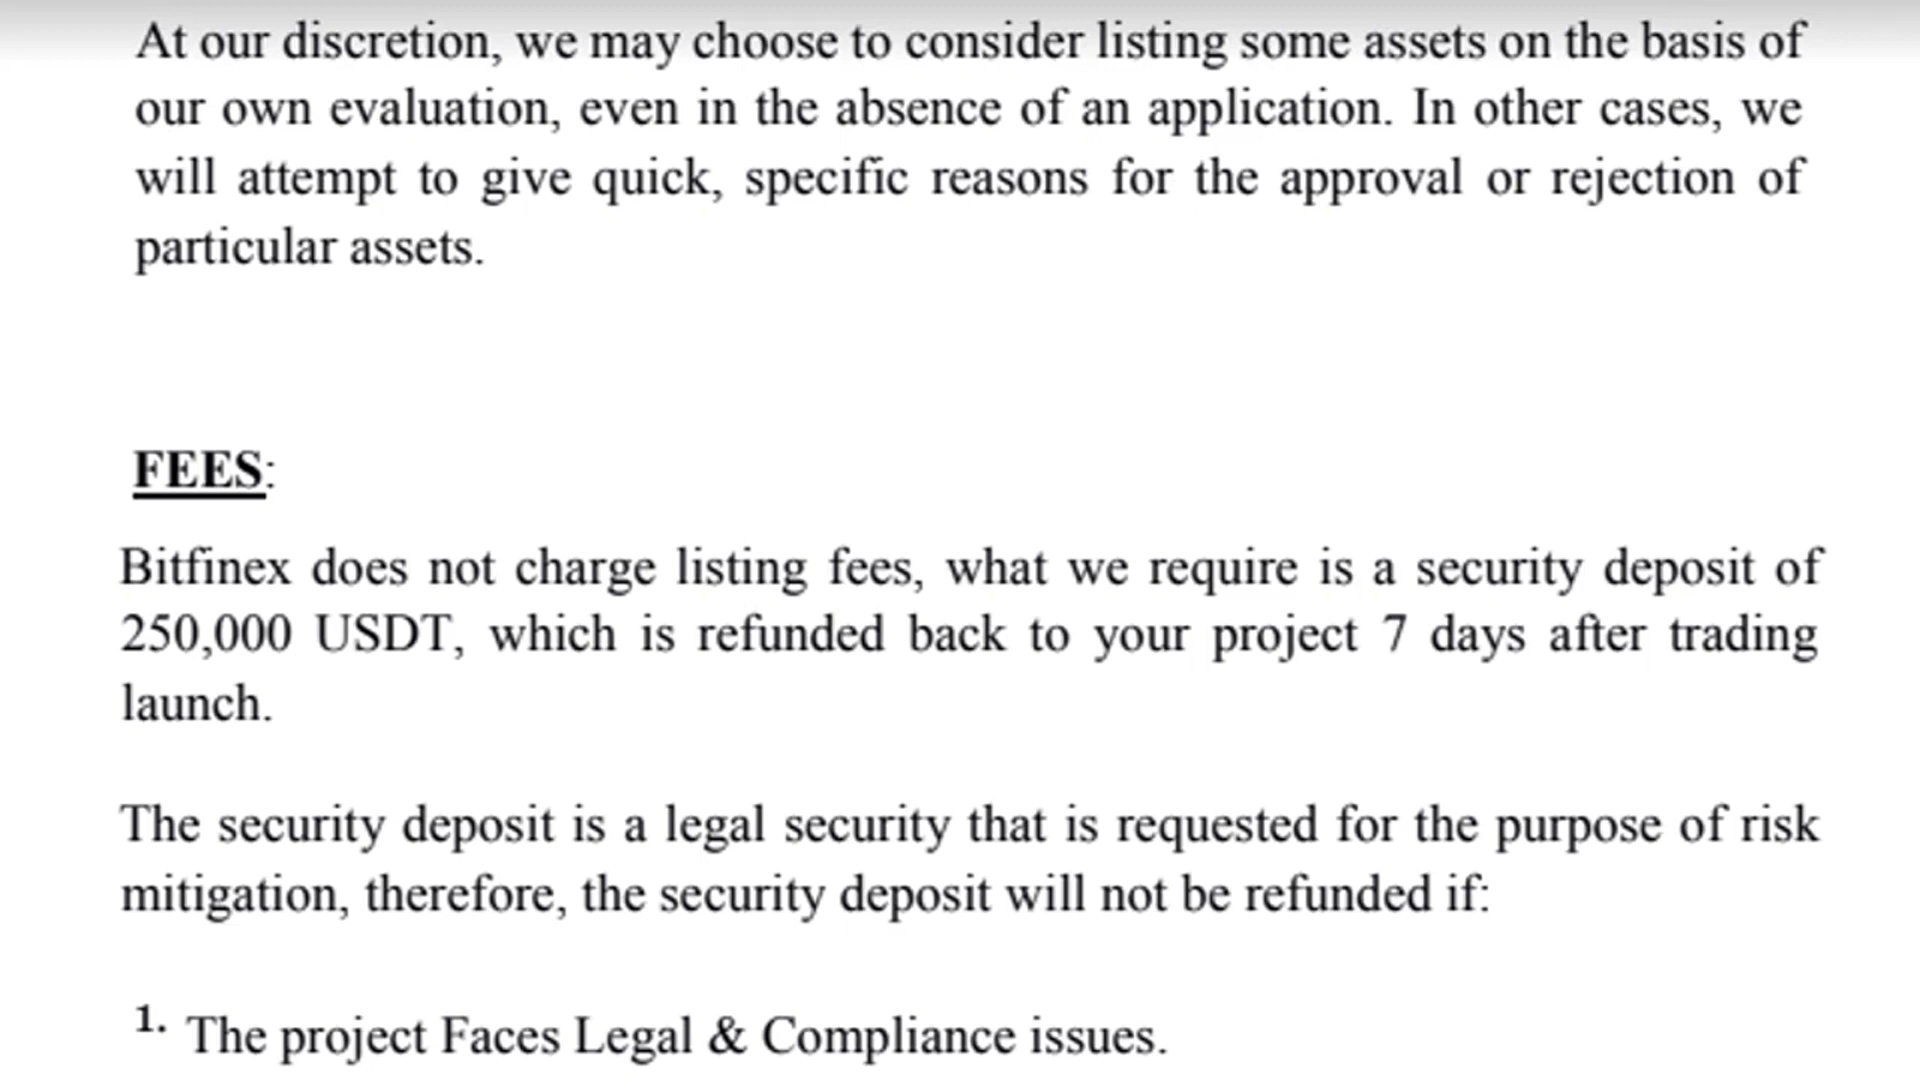 At our discretion, we may choose to consider listing some assets on the basis of
our own evaluation, even in the absence of an application. In other cases, we
will attempt to give quick, specific reasons for the approval or rejection of
particular assets.
FEES:
Bitfinex does not charge listing fees, what we require is a security deposit of
250,000 USDT, which is refunded back to your project 7 days after trading
launch.
The security deposit is a legal security that is requested for the purpose of risk
mitigation, therefore, the security deposit will not be refunded if:
1. The project Faces Legal & Compliance issues.